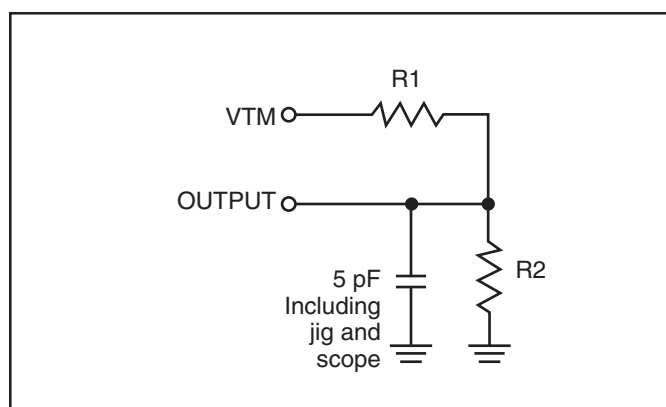 R1
VTM
OUTPUT
R2
5 pF
Including
jig and
scope